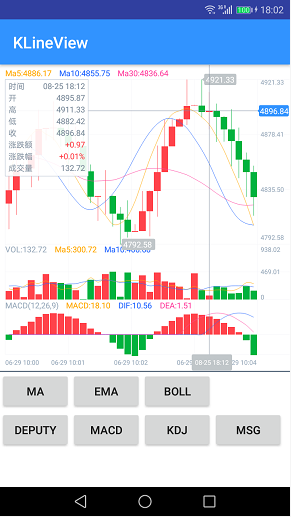 36 100% 18:02
KLineView
Ma5:4886.17 Ma10:4855.75 Ma30:4836.64
4921.33 4921.33
时间 08-25 18:12
开 4895.87
高 4911.33 4896.84
低 4882.42
收 4896.84 4878.41
涨跌额 +0.97
涨跌幅 +0.01%
成交量 132.72
4835.50
4792.58 4792.58
VOL:132.72 Ma5:300.72 938.02
469.01
0
MACD(12,26,9) MACD:18.10 DIF:10.56 DEA:1.51
06-29 10:00 06-29 10:01 06-29 10:02 08-25 18:12 29 10:04
MA EMA BOLL
DEPUTY MACD KDJ MSG